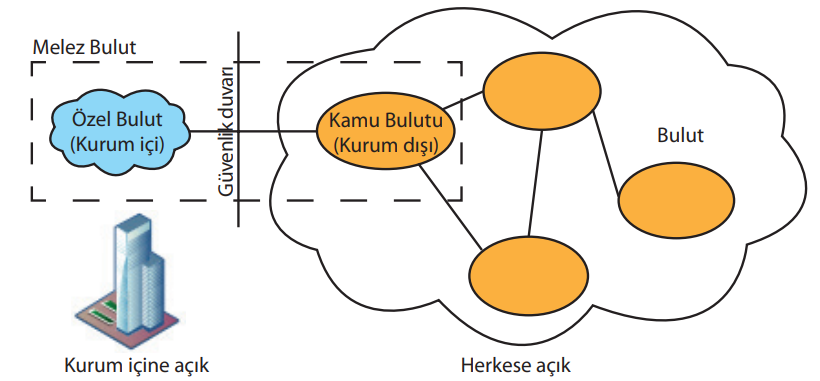 Melez Bulut
Özel Bulut
(Kurum içi)
Güvenlik duvarı
Kamu Bulutu
(Kurum dışı)
Bulut
Kurum içine açık
Herkese açık